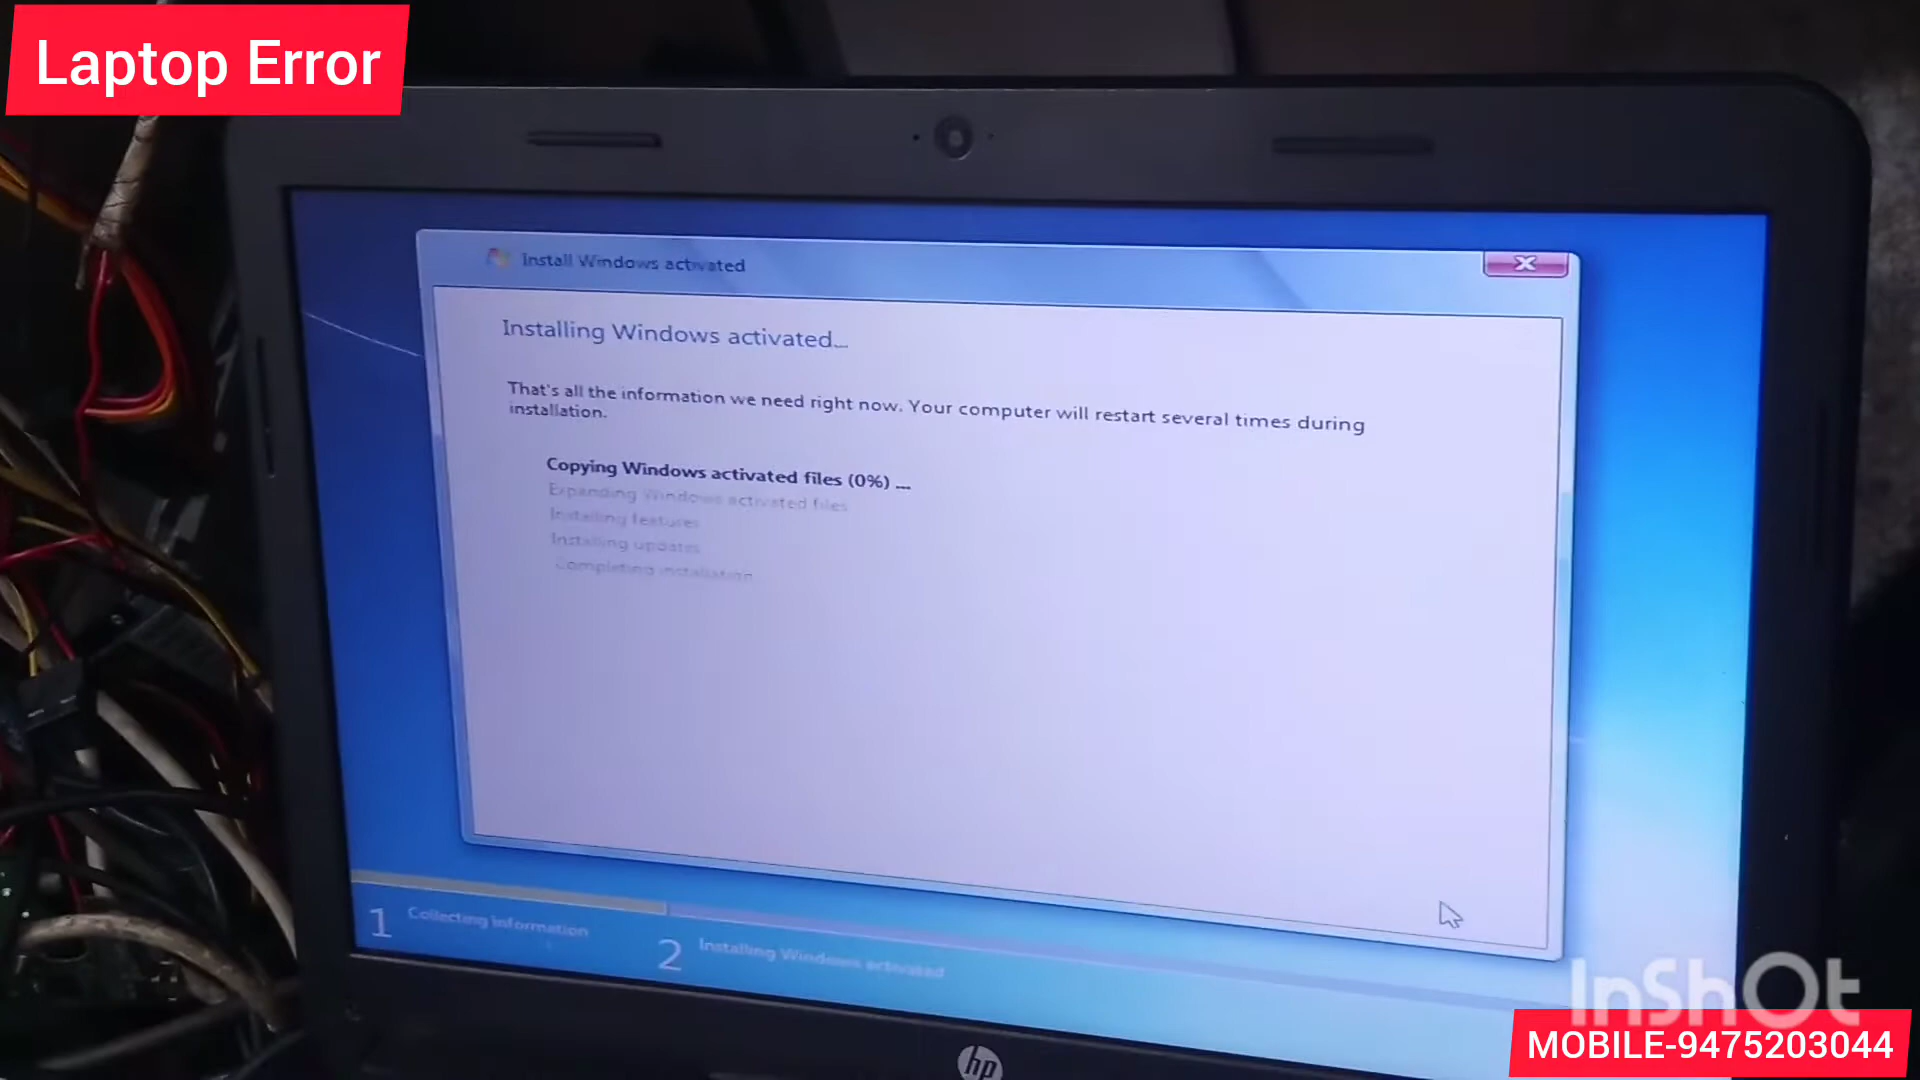 Laptop Error
Install Windows activated
Installing Windows activated...
That's all the information we need right now. Your computer will restart several times during
installation.
Copying Windows activated files (0%) ...
Expanding Windows activated files
Installing features
Installing updates
Completing installation
1 Collecting information
2 Installing Windows activated
InShOt
MOBILE-9475203044
hp